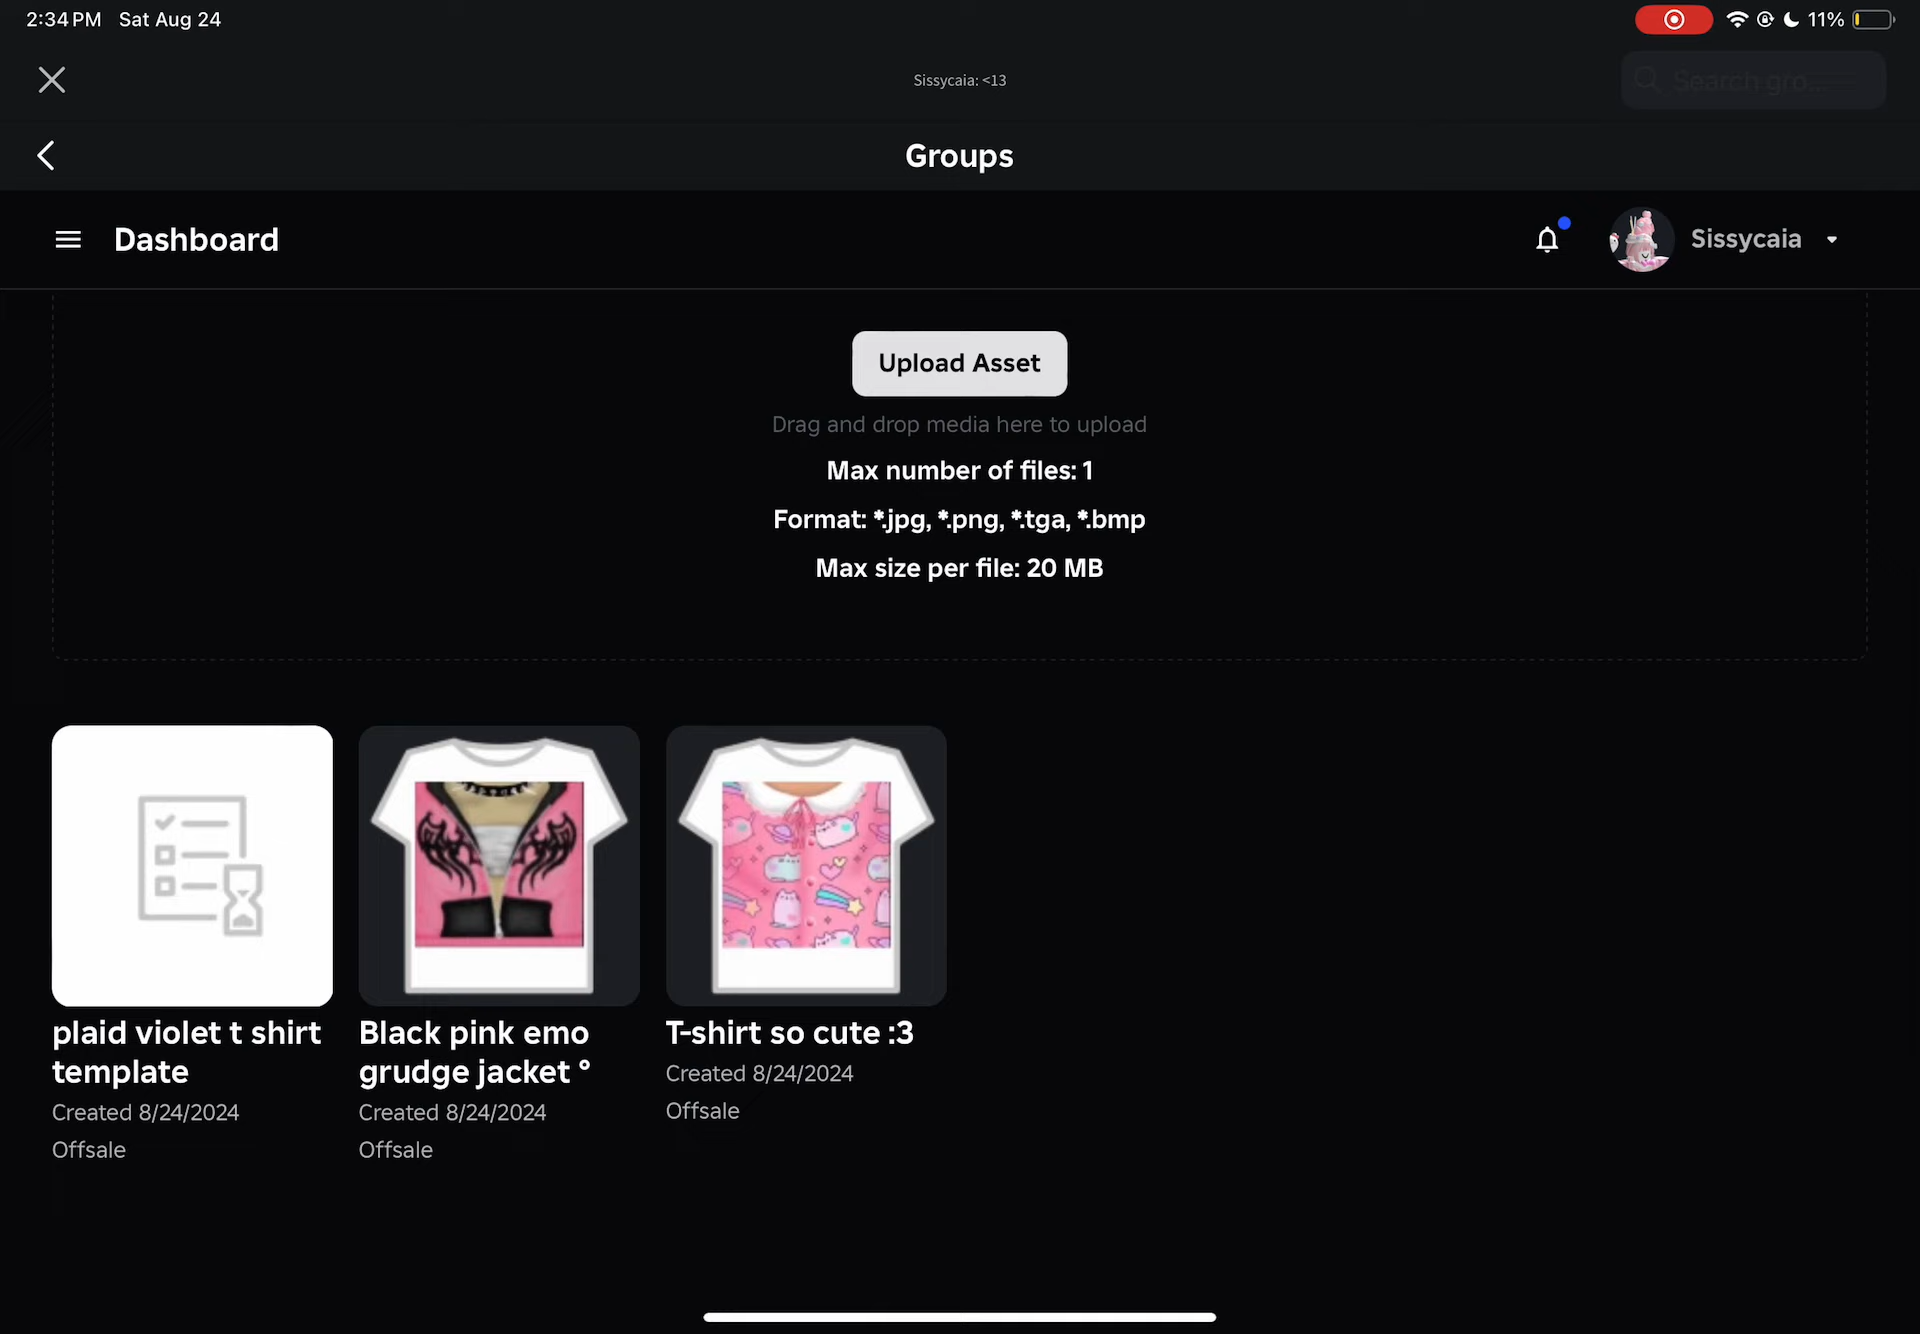 2:34 PM Sat Aug 24
11%
Sissycaia: <13
Search gro...
Groups
Dashboard
Sissycaia
Upload Asset
Drag and drop media here to upload
Max number of files: 1
Format: *.jpg, *.png, *.tga, *.bmp
Max size per file: 20 MB
plaid violet t shirt
template
Created 8/24/2024
Offsale
Black pink emo
grudge jacket °
Created 8/24/2024
Offsale
T-shirt so cute :3
Created 8/24/2024
Offsale